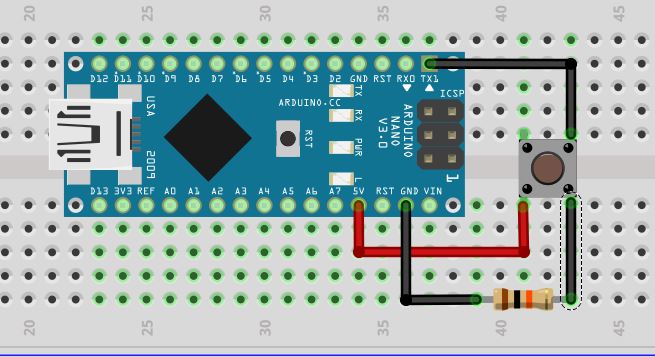 20 25 30 35 40 45
D12 D11 D10 D9 D8 D7 D6 D5 D4 D3 D2 GND RST RX0 TX1
TX
RX
PWR
L
USA
2009
ARDUINO.CC
RST
ARDUINO
NANO
V3.0
ICSP
1
D13 3V3 REF A0 A1 A2 A3 A4 A5 A6 A7 5V RST GND VIN
20 25 30 35 40 45